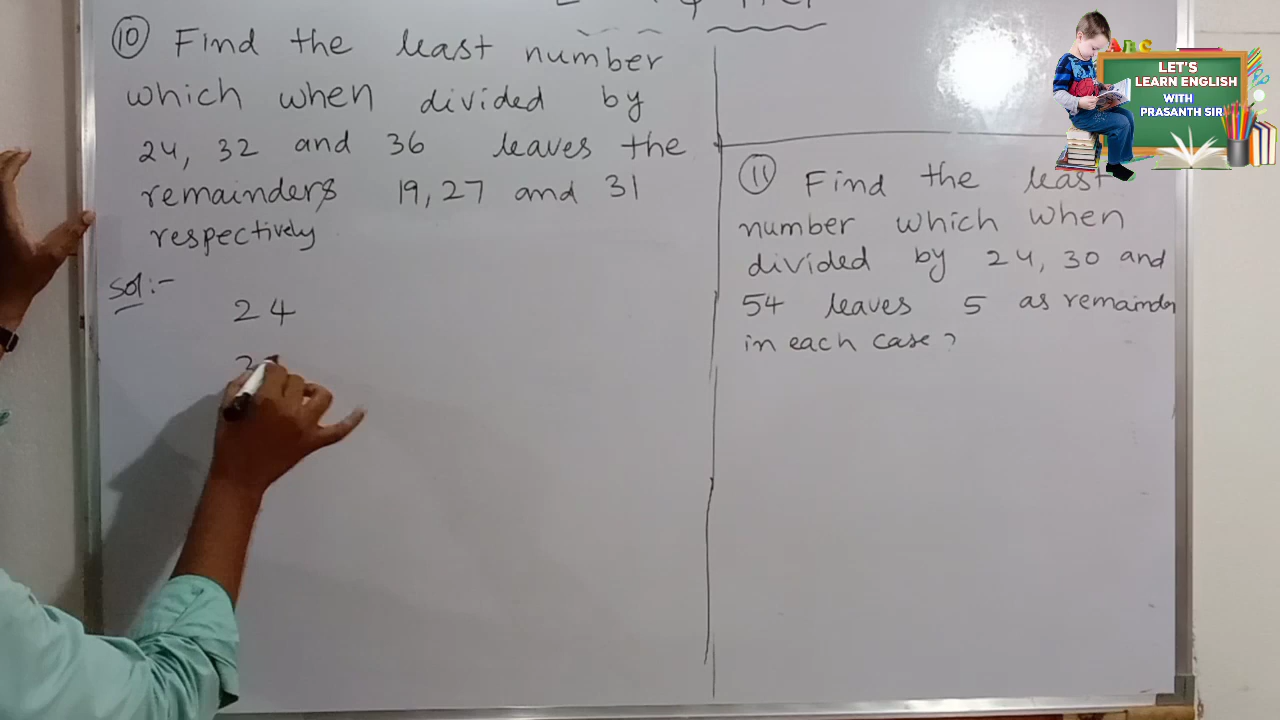 10 Find the least number
which when divided by
24, 32 and 36 leaves the
remainders 19, 27 and 31
respectively
Sol:-
24
11 Find the least
number which when
divided by 24, 30 and
54 leaves 5 as remainder
in each case?
ABC
LET'S
LEARN ENGLISH
WITH
PRASANTH SIR